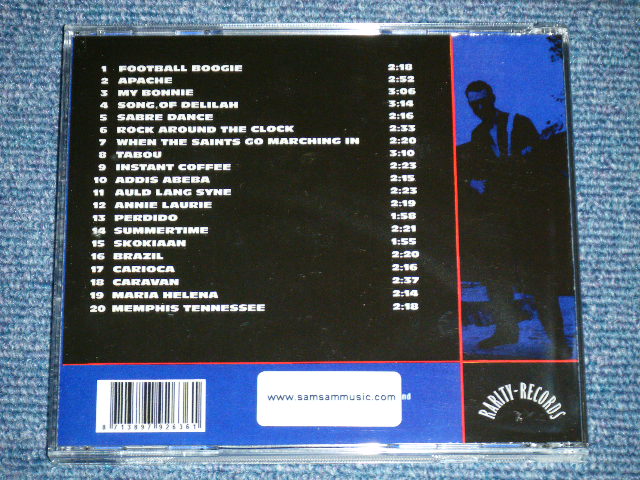 1 FOOTBALL BOOGIE 2:18
2 APACHE 2:52
3 MY BONNIE 3:06
4 SONG,OF DELILAH 3:14
5 SABRE DANCE 2:16
6 ROCK AROUND THE CLOCK 2:33
7 WHEN THE SAINTS GO MARCHING IN 2:20
8 TABOU 3:10
9 INSTANT COFFEE 2:23
10 ADDIS ABEBA 2:15
11 AULD LANG SYNE 2:23
12 ANNIE LAURIE 2:19
13 PERDIDO 1:58
14 SUMMERTIME 2:21
15 SKOKIAAN 1:55
16 BRAZIL 2:20
17 CARIOCA 2:16
18 CARAVAN 2:37
19 MARIA HELENA 2:14
20 MEMPHIS TENNESSEE 2:18
www.samsammusic.com
RARITY-RECORDS
8 713897 926361